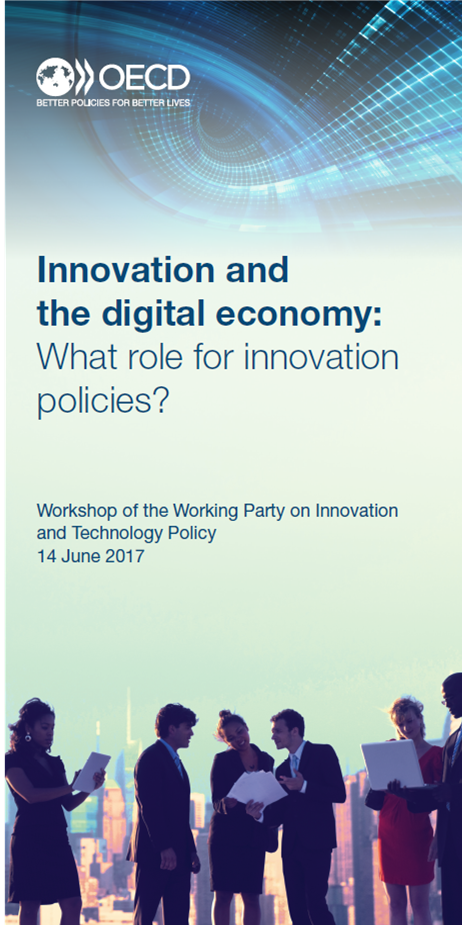 OECD
BETTER POLICIES FOR BETTER LIVES
Innovation and
the digital economy:
What role for innovation
policies?
Workshop of the Working Party on Innovation
and Technology Policy
14 June 2017